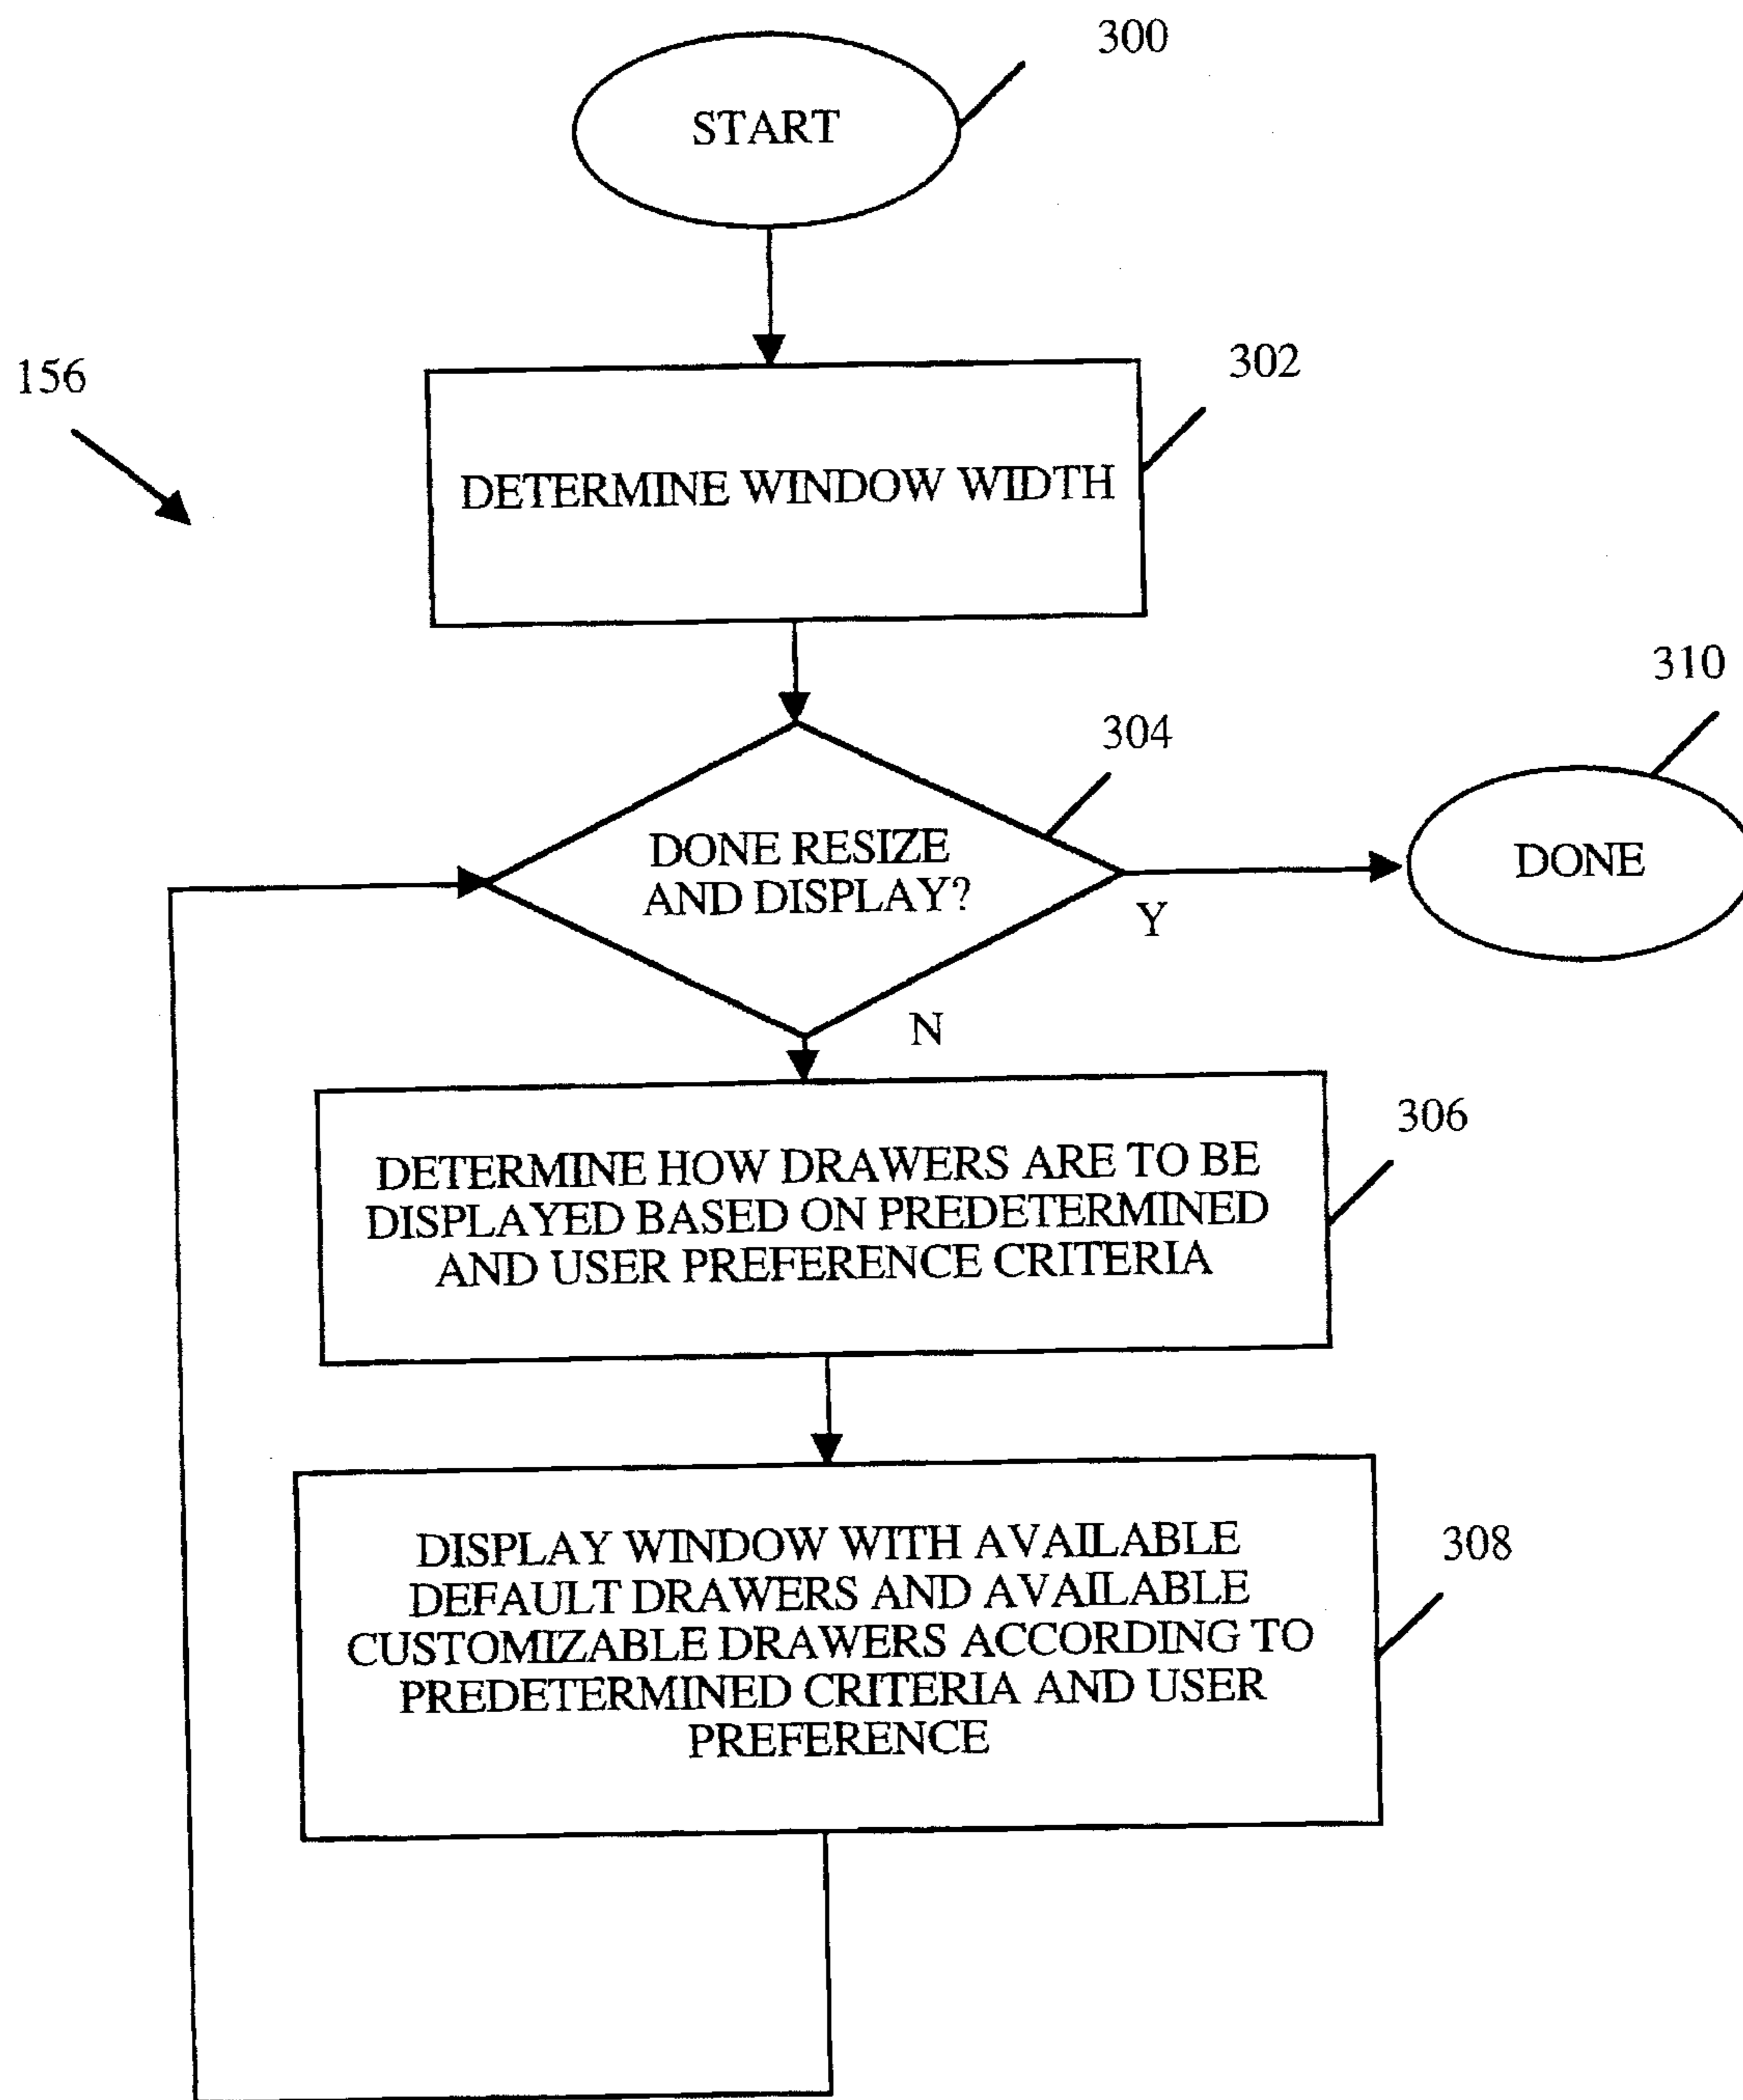 300
START
302
156
DETERMINE WINDOW WIDTH
310
304
DONE RESIZE
AND DISPLAY?
DONE
Y
N
306
DETERMINE HOW DRAWERS ARE TO BE
DISPLAYED BASED ON PREDETERMINED
AND USER PREFERENCE CRITERIA
308
DISPLAY WINDOW WITH AVAILABLE
DEFAULT DRAWERS AND AVAILABLE
CUSTOMIZABLE DRAWERS ACCORDING TO
PREDETERMINED CRITERIA AND USER
PREFERENCE